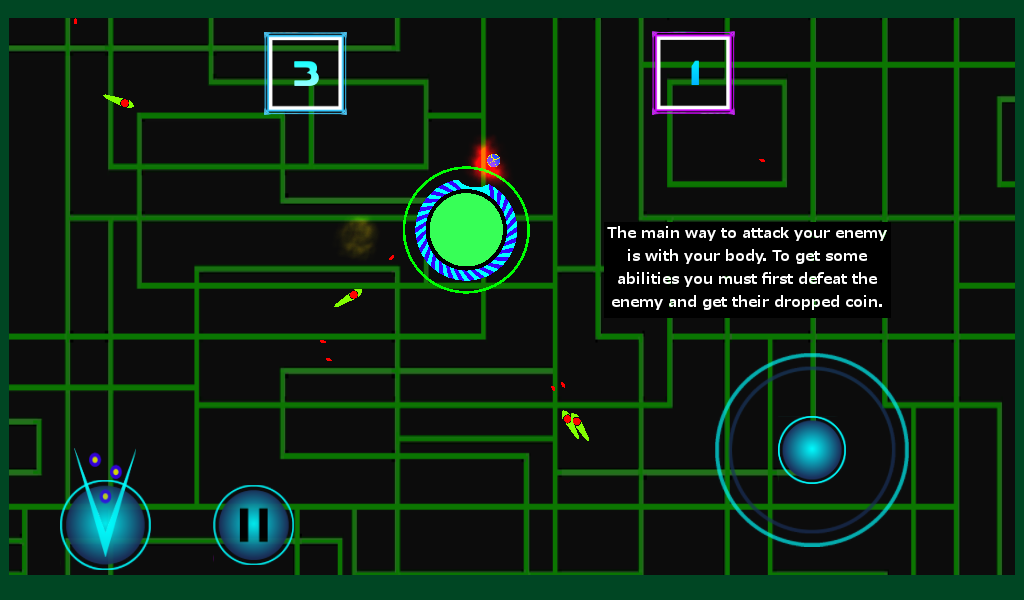 3
1
The main way to attack your enemy
is with your body. To get some
abilities you must first defeat the
enemy and get their dropped coin.